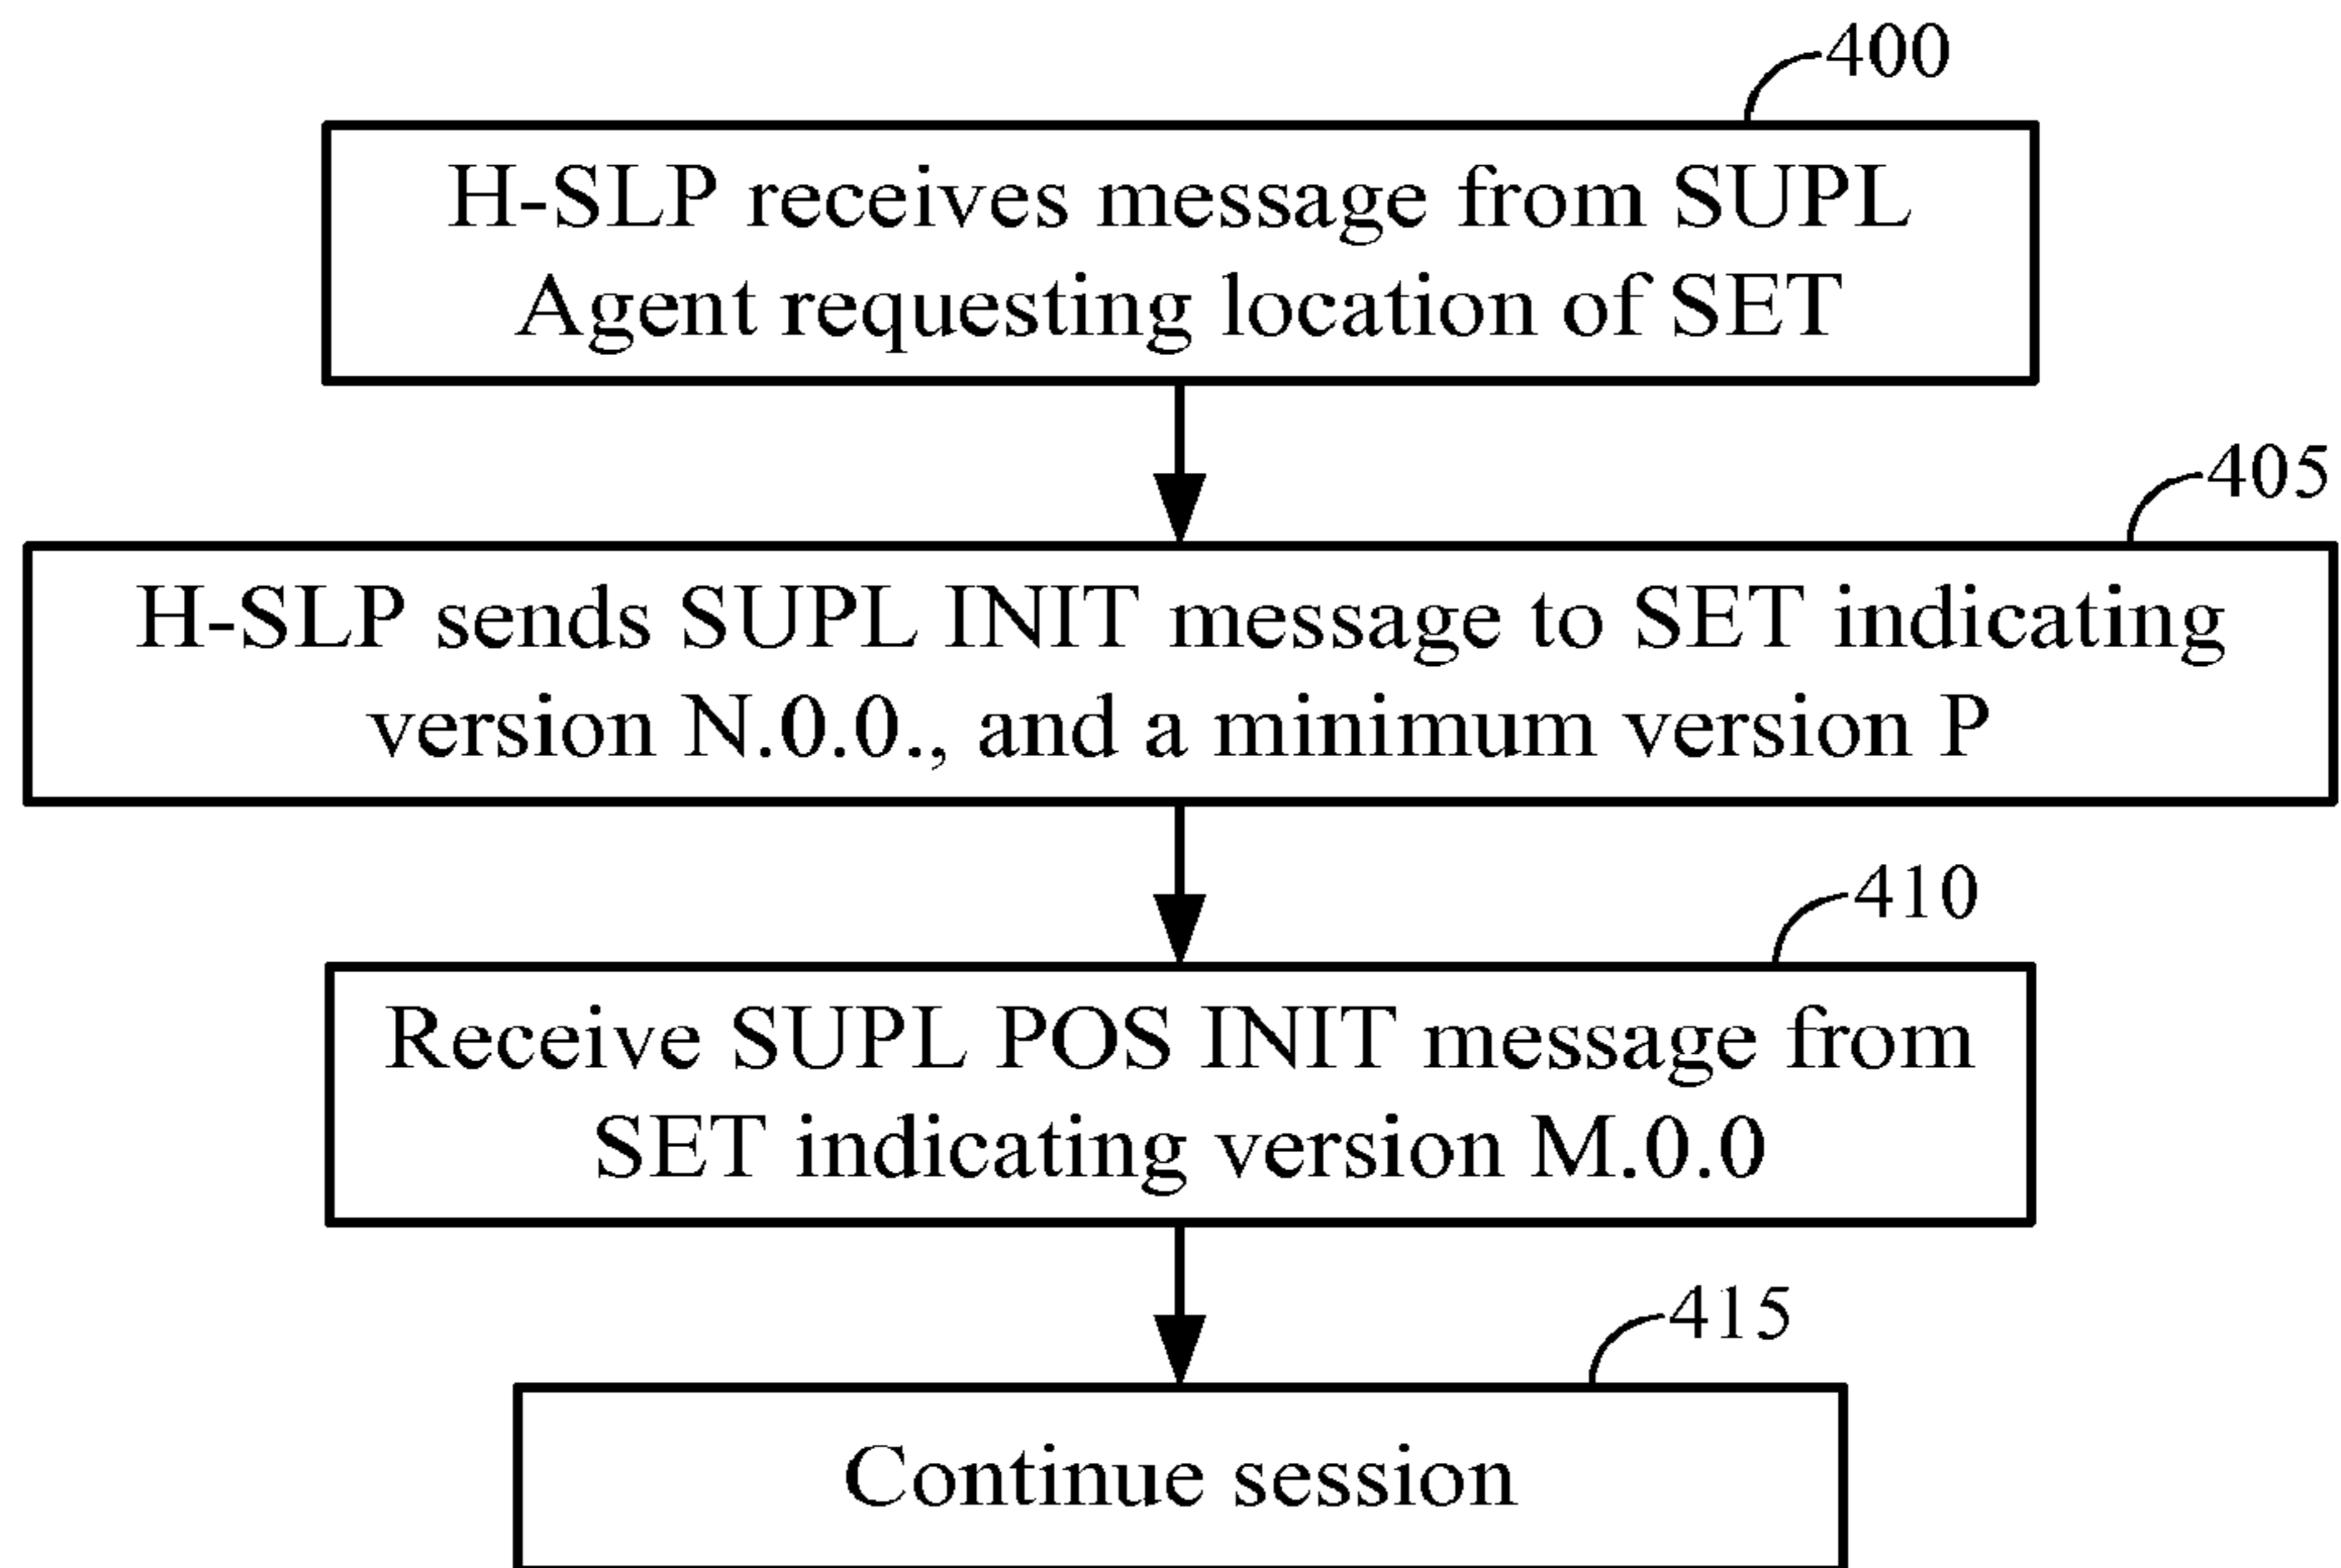 400
H-SLP receives message from SUPL
Agent requesting location of SET
405
H-SLP sends SUPL INIT message to SET indicating
version N.0.0., and a minimum version P
410
Receive SUPL POS INIT message from
SET indicating version M.0.0
415
Continue session